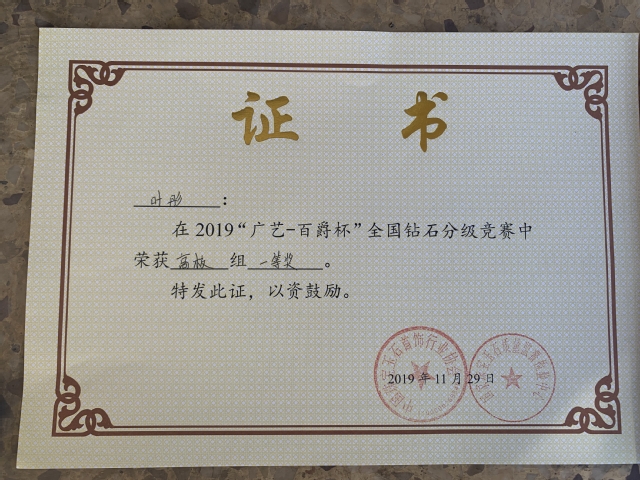 证 书
叶彤：
在2019“广艺-百爵杯”全国钻石分级竞赛中
荣获 高校 组 一等奖 。
特发此证，以资鼓励。
2019年11月29日